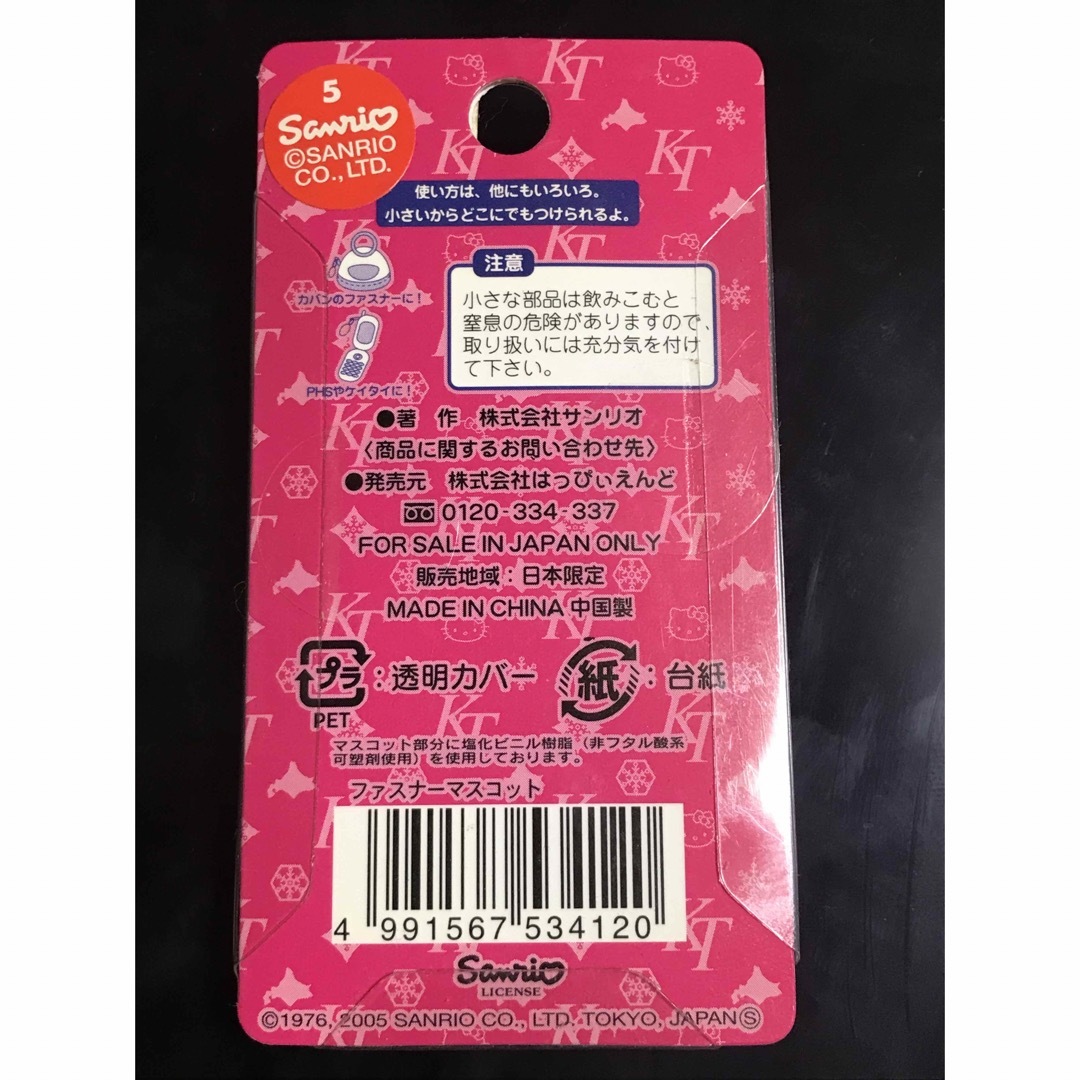 5
Sanrio
©SANRIO
CO., LTD.
使い方は、他にもいろいろ。
小さいからどこにでもつけられるよ。
カバンのファスナーに!
PHSやケイタイに!
注意
小さな部品は飲みこむと
窒息の危険がありますので、
取り扱いには充分気を付け
て下さい。
●著 作 株式会社サンリオ
〈商品に関するお問い合わせ先〉
●発売元 株式会社はっぴぃえんど
0120-334-337
FOR SALE IN JAPAN ONLY
販売地域:日本限定
MADE IN CHINA 中国製
プラ:透明カバー
PET
紙:台紙
マスコット部分に塩化ビニル樹脂(非フタル酸系
可塑剤使用)を使用しております。
ファスナーマスコット
4 991567 534120
Sanrio
LICENSE
©1976, 2005 SANRIO CO., LTD. TOKYO, JAPAN Ⓢ
KT
KT
KT
KT
KT
KT